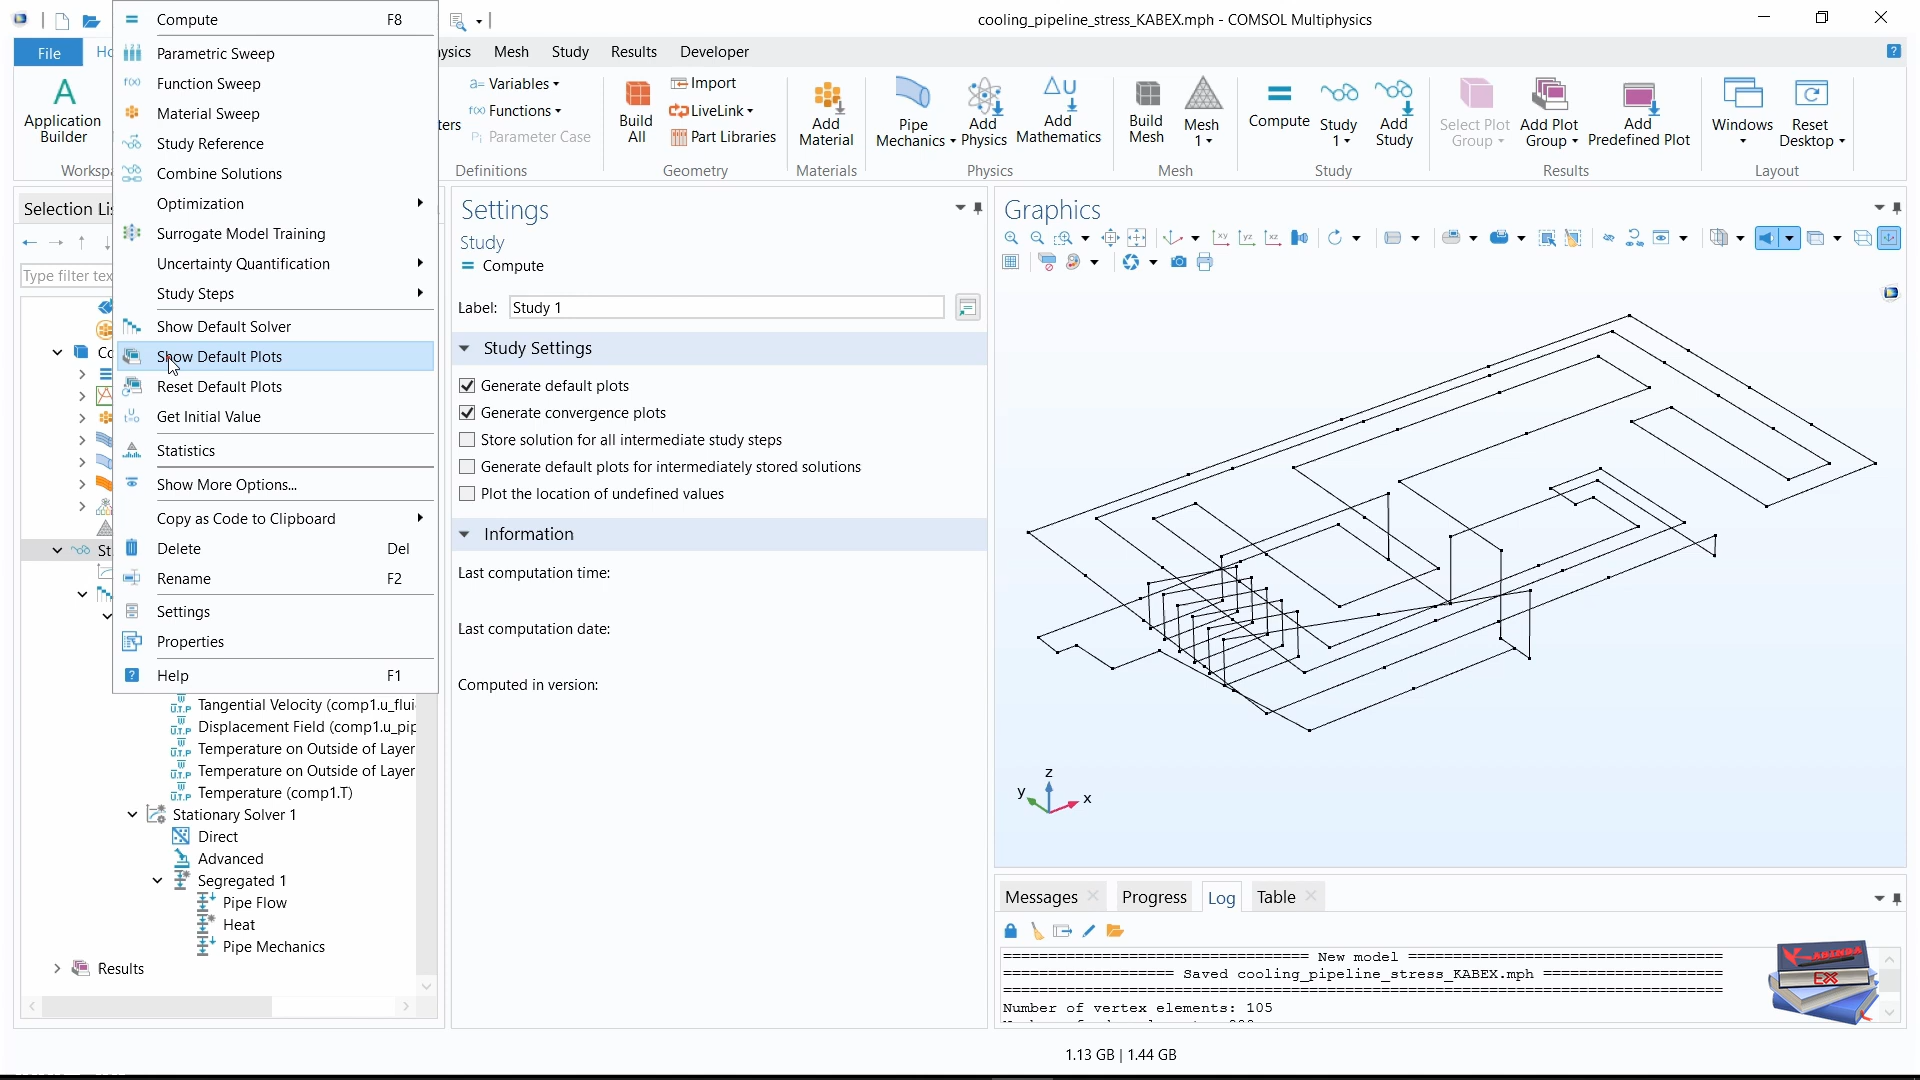 cooling_pipeline_stress_KABEX.mph - COMSOL Multiphysics
File
Mesh
Study
Results
Developer
Application
Builder
a= Variables
f(x) Functions
Pi Parameter Case
Definitions
Build
All
Import
LiveLink
Part Libraries
Geometry
Add
Material
Materials
Pipe
Mechanics
Add
Physics
Add
Mathematics
Physics
Build
Mesh
Mesh
1
Mesh
Compute
Study
1
Add
Study
Study
Select Plot
Group
Add Plot
Group
Add
Predefined Plot
Results
Windows
Reset
Desktop
Layout
Compute F8
Parametric Sweep
Function Sweep
Material Sweep
Study Reference
Combine Solutions
Optimization
Surrogate Model Training
Uncertainty Quantification
Study Steps
Show Default Solver
Show Default Plots
Reset Default Plots
Get Initial Value
Statistics
Show More Options...
Copy as Code to Clipboard
Delete Del
Rename F2
Settings
Properties
Help F1
Selection Li
Type filter tex
Co
St
Tangential Velocity (comp1.u_flui
Displacement Field (comp1.u_pip
Temperature on Outside of Layer
Temperature on Outside of Layer
Temperature (comp1.T)
Stationary Solver 1
Direct
Advanced
Segregated 1
Pipe Flow
Heat
Pipe Mechanics
Results
Settings
Study
= Compute
Label: Study 1
Study Settings
Generate default plots
Generate convergence plots
Store solution for all intermediate study steps
Generate default plots for intermediately stored solutions
Plot the location of undefined values
Information
Last computation time:
Last computation date:
Computed in version:
Graphics
z
y
x
Messages
Progress
Log
Table
================================ New model =================================
================== Saved cooling_pipeline_stress_KABEX.mph ===================
Number of vertex elements: 105
KABINDA
EX
1.13 GB | 1.44 GB